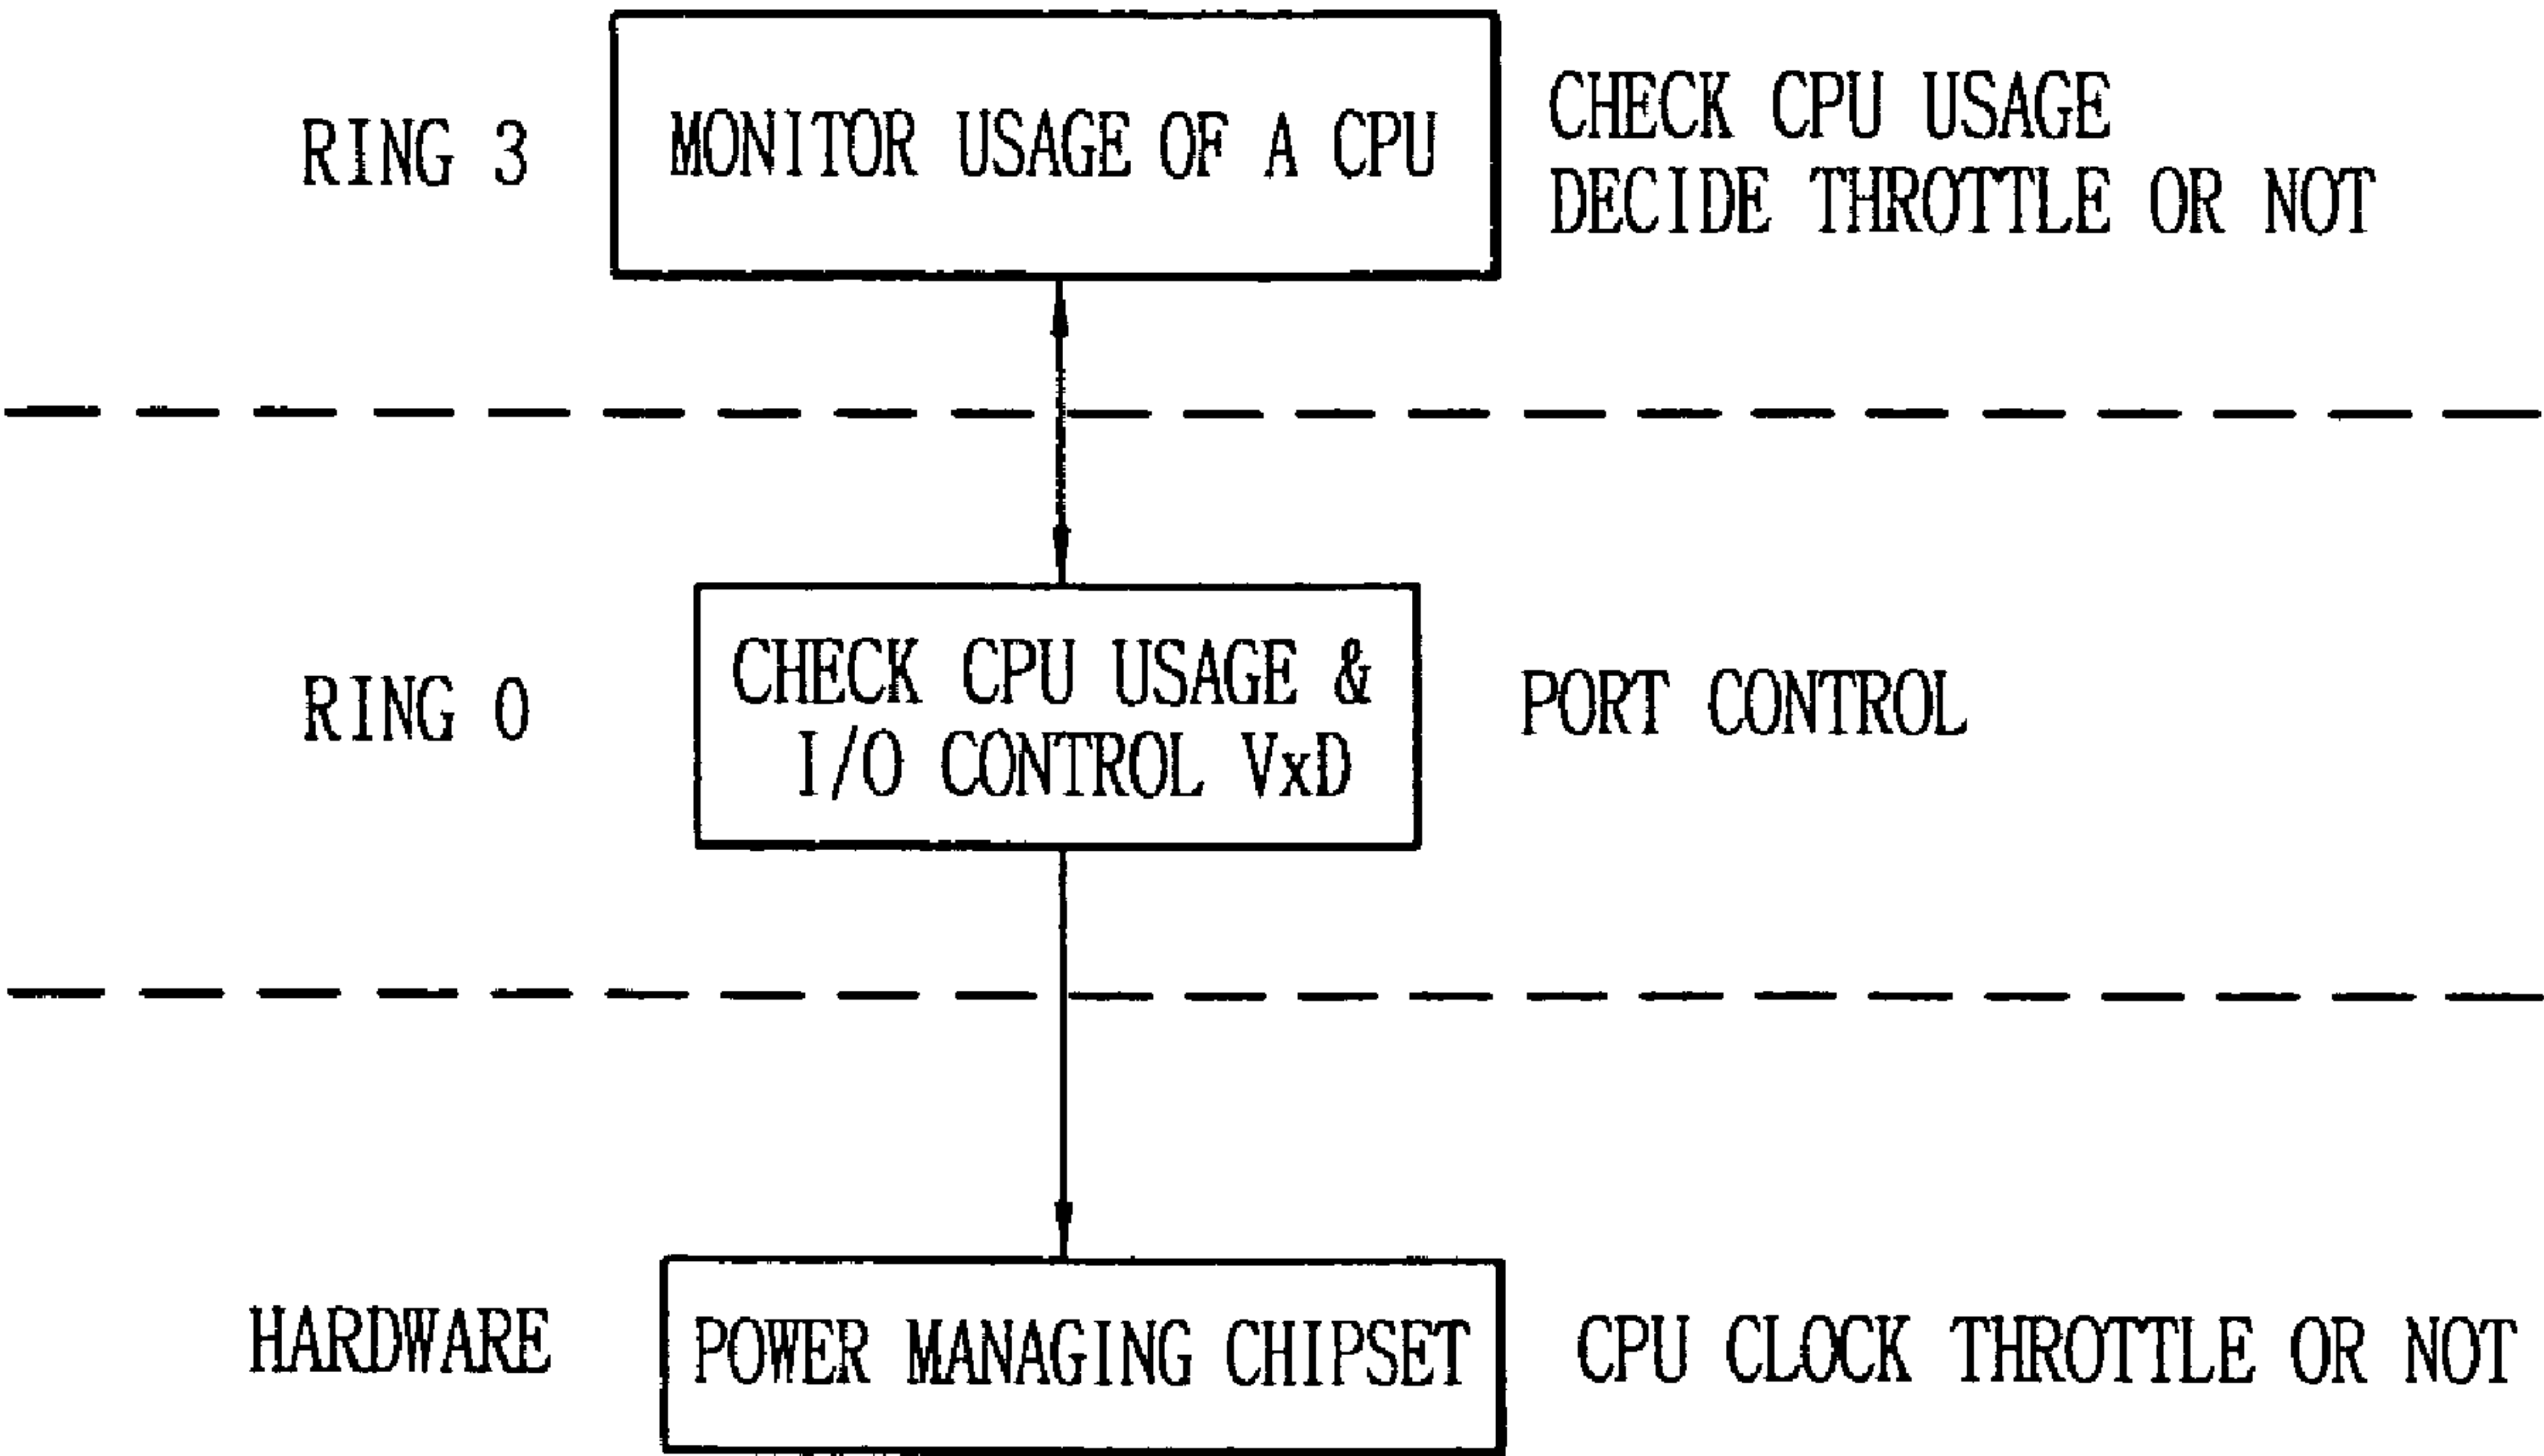 RING 3
MONITOR USAGE OF A CPU
CHECK CPU USAGE
DECIDE THROTTLE OR NOT
RING 0
CHECK CPU USAGE &
I/O CONTROL VxD
PORT CONTROL
HARDWARE
POWER MANAGING CHIPSET
CPU CLOCK THROTTLE OR NOT